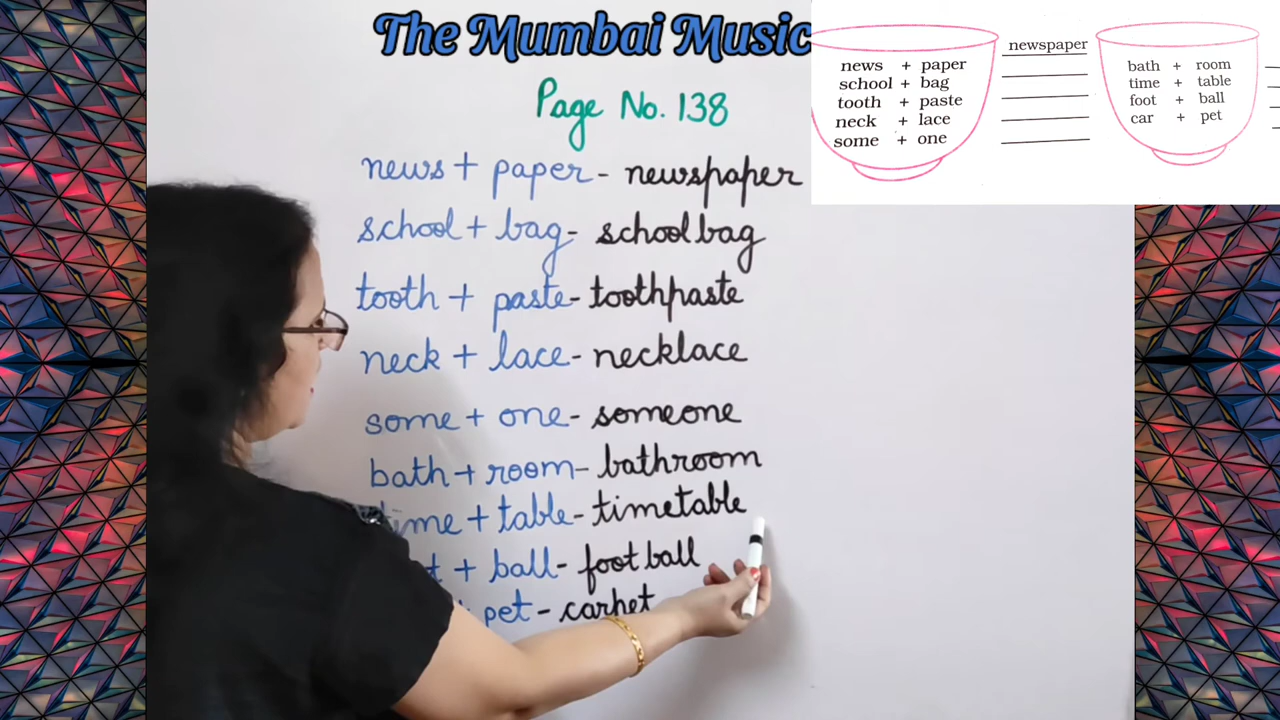 The Mumbai Music
Page No. 138
news + paper - newspaper
school + bag - schoolbag
tooth + paste - toothpaste
neck + lace - necklace
some + one - someone
bath + room - bathroom
time + table - timetable
+ ball - football
pet - carpet
newspaper
news + paper
school + bag
tooth + paste
neck + lace
some + one
bath + room
time + table
foot + ball
car + pet